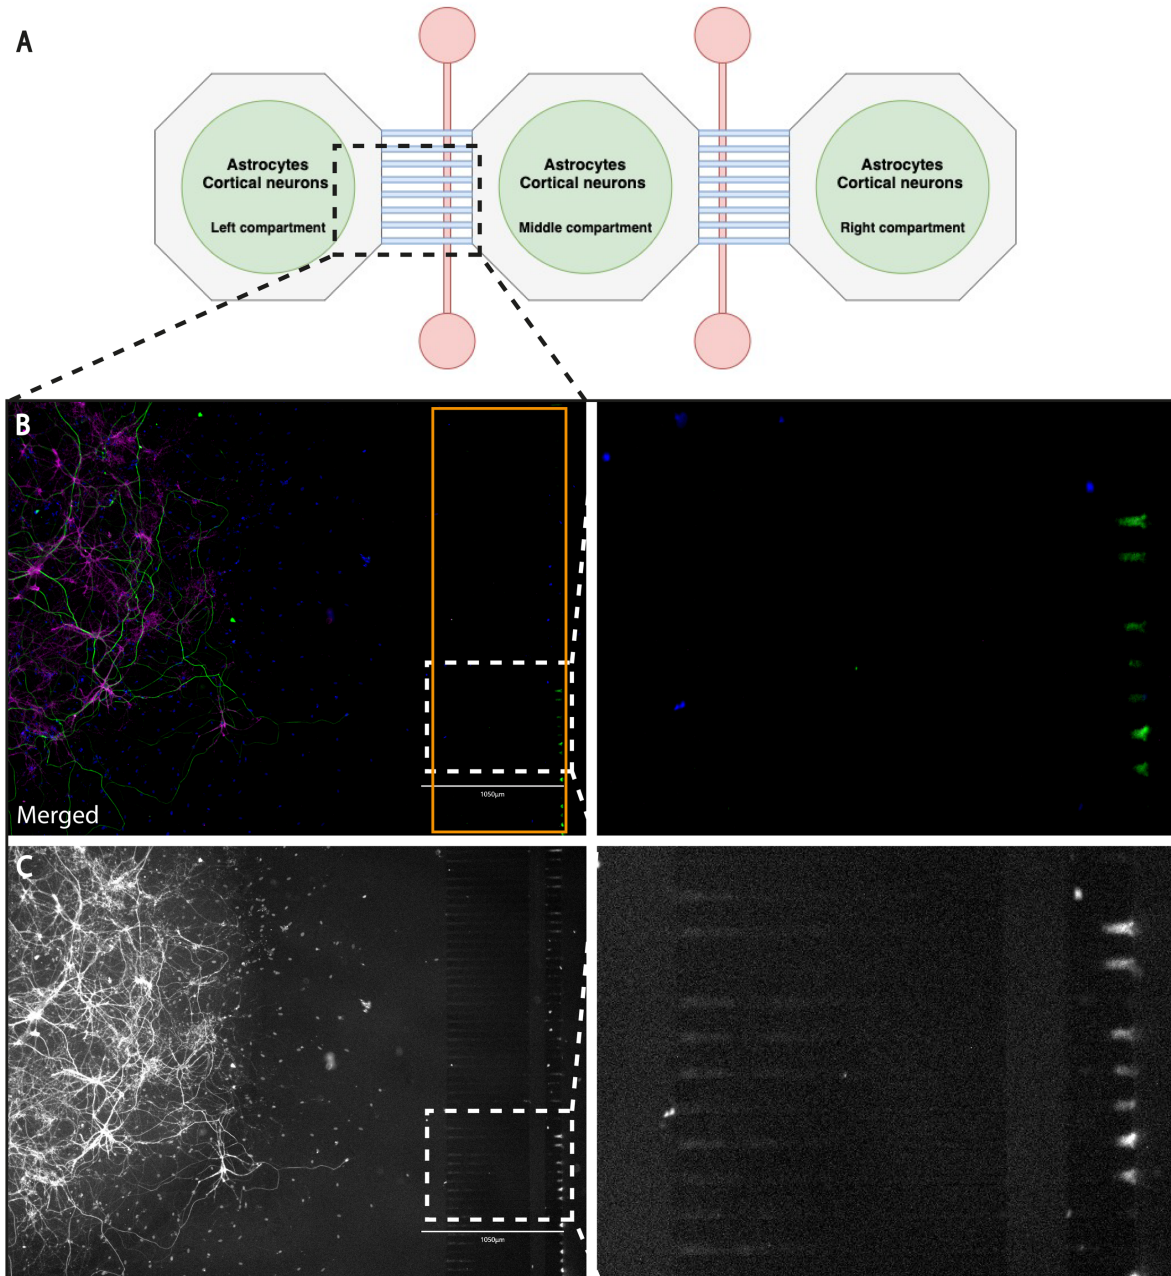 A
Astrocytes
Cortical neurons
Left compartment
Astrocytes
Cortical neurons
Middle compartment
Astrocytes
Cortical neurons
Right compartment
B
1050µm
Merged
C
1050µm